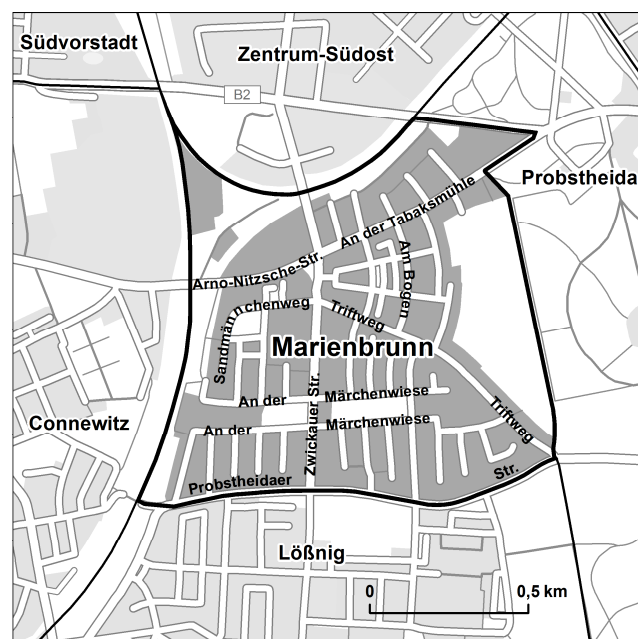 Südvorstadt
Zentrum-Südost
B2
Probstheida
An der Tabaksmühle
Arno-Nitzsche-Str.
Am Bogen
Sandmännchenweg
Triftweg
Marienbrunn
An der Märchenwiese
Zwickauer Str.
Triftweg
Connewitz
An der Märchenwiese
Probstheidaer Str.
Lößnig
0 0,5 km